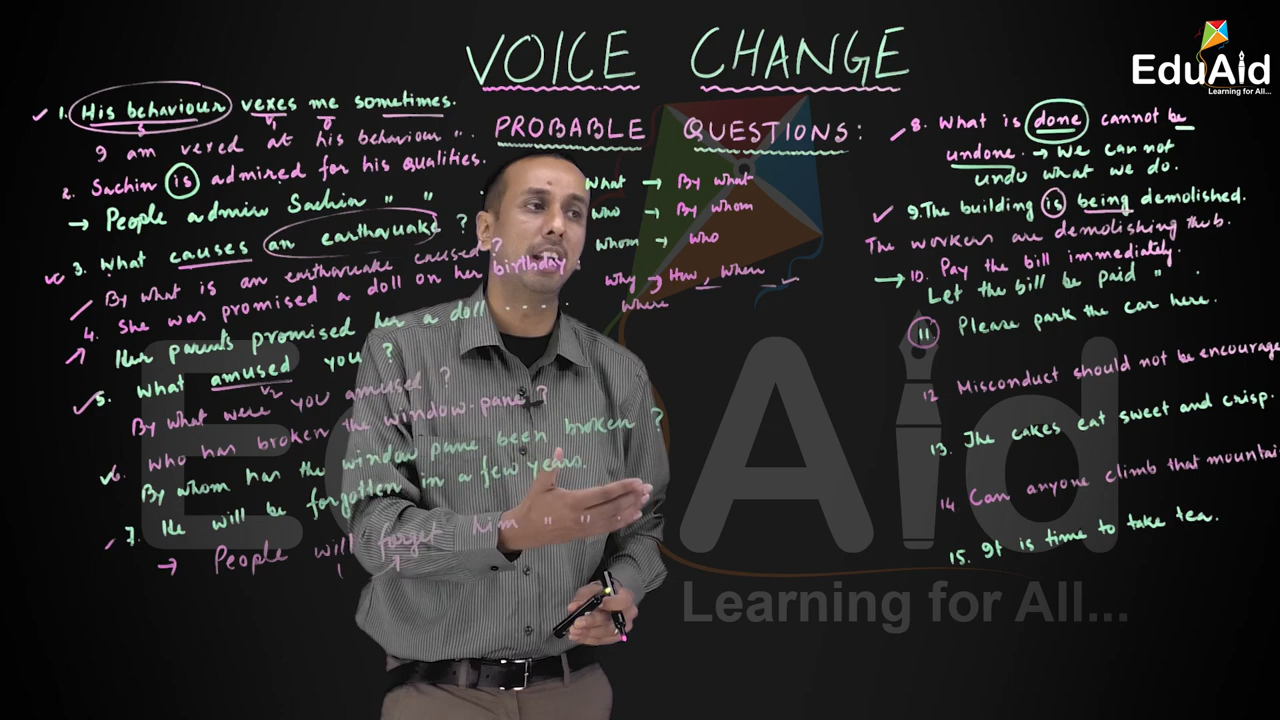 VOICE CHANGE
PROBABLE QUESTIONS:
1. His behaviour vexes me sometimes.
S V O
I am vexed at his behaviour " .
2. Sachin is admired for his qualities.
→ People admire Sachin " "
3. What causes an earthquake ?
By what is an earthquake caused ?
4. She was promised a doll on her birthday.
Her parents promised her a doll ....
5. What amused you ?
V2
By what were you amused ?
6. Who has broken the window-pane ?
By whom has the window pane been broken ?
7. He will be forgotten in a few years.
→ People will forget him " "
What → By what
Who → By whom
Whom → Who
Why → How, When
Where
8. What is done cannot be
undone. → We can not
undo what we do.
9. The building is being demolished.
The workers are demolishing the b.
→ 10. Pay the bill immediately.
Let the bill be paid " .
11 Please park the car here.
12 Misconduct should not be encourage
13. The cakes eat sweet and crisp.
14 Can anyone climb that mountai
15. It is time to take tea.
EduAid
Learning for All...
EduAid
Learning for All...